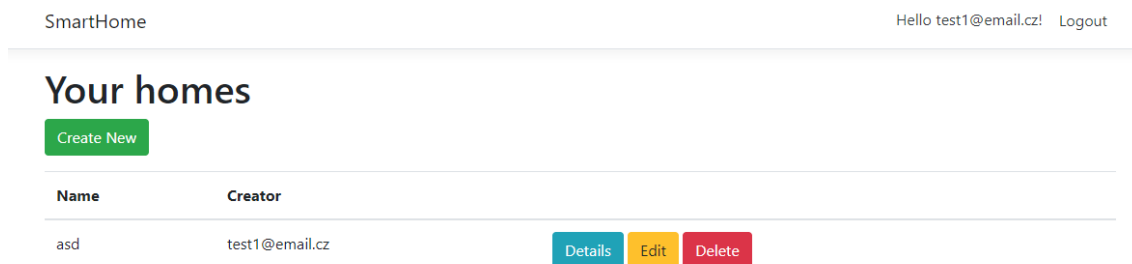 SmartHome Hello test1@email.cz! Logout
Your homes
Create New
Name Creator
asd test1@email.cz Details Edit Delete